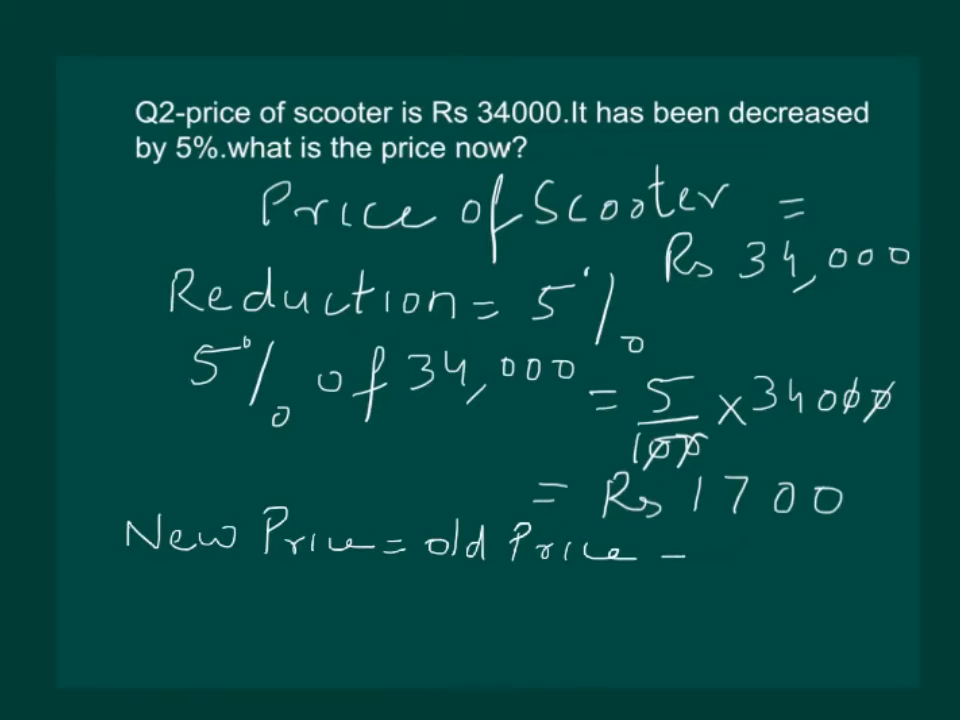 Q2-price of scooter is Rs 34000.It has been decreased
by 5%.what is the price now?
Price of Scooter =
Rs 34,000
Reduction = 5%
5% of 34,000 = 5/100 x 34000
= Rs 1700
New Price = old Price -